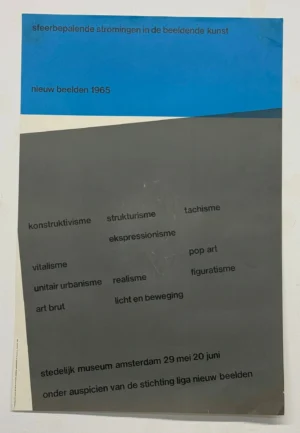 sfeerbepalende stromingen in de beeldende kunst
nieuw beelden 1965
konstruktivisme strukturisme tachisme
ekspressionisme
vitalisme pop art
unitair urbanisme realisme figuratisme
art brut licht en beweging
stedelijk museum amsterdam 29 mei 20 juni
onder auspicien van de stichting liga nieuw beelden